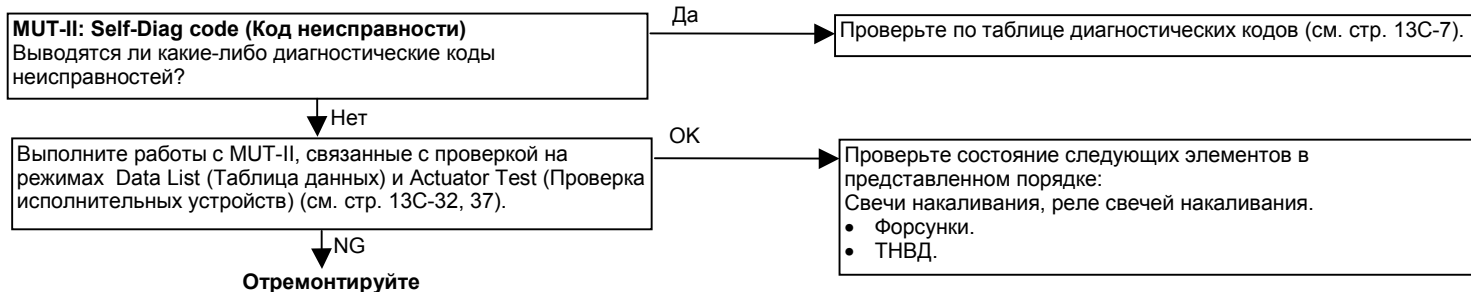 MUT-II: Self-Diag code (Код неисправности)
Выводятся ли какие-либо диагностические коды
неисправностей?
Да
Проверьте по таблице диагностических кодов (см. стр. 13C-7).
Нет
Выполните работы с MUT-II, связанные с проверкой на
режимах Data List (Таблица данных) и Actuator Test (Проверка
исполнительных устройств) (см. стр. 13C-32, 37).
OK
Проверьте состояние следующих элементов в
представленном порядке:
Свечи накаливания, реле свечей накаливания.
• Форсунки.
• ТНВД.
NG
Отремонтируйте